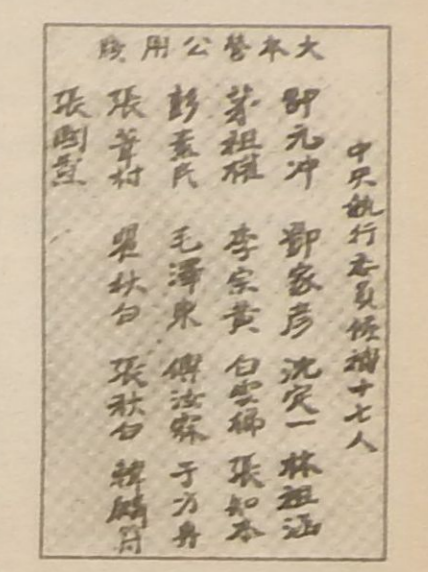 大本營公用牋
中央執行委員候補十七人
邵元冲 鄧家彥 沈定一 林祖涵
茅祖權 李宗黃 白雲梯 張知本
彭素民 毛澤東 傅汝霖 于方舟
張葦村 瞿秋白 張秋白 韓麟符
張國燾